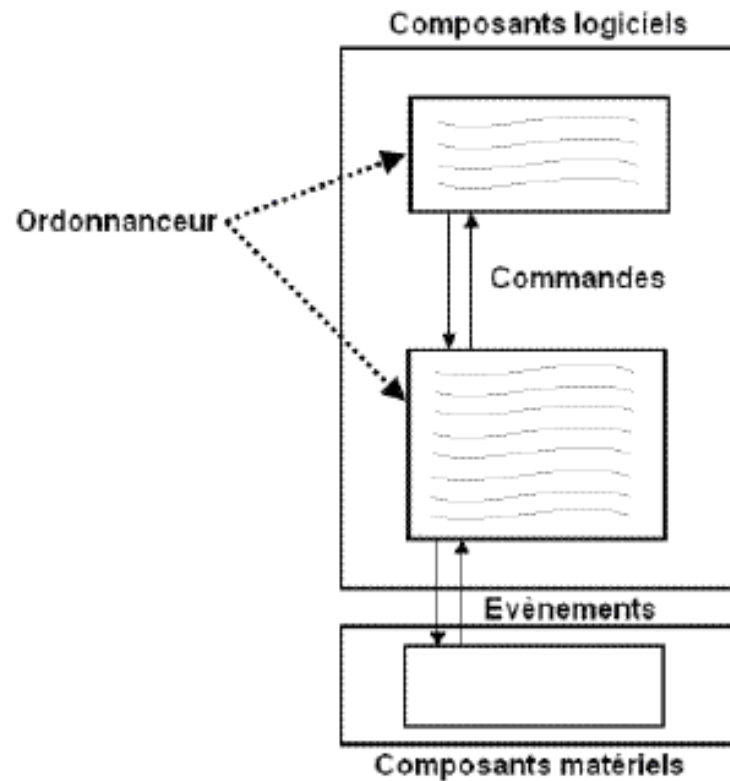 Composants logiciels
Ordonnanceur
Commandes
Evènements
Composants matériels